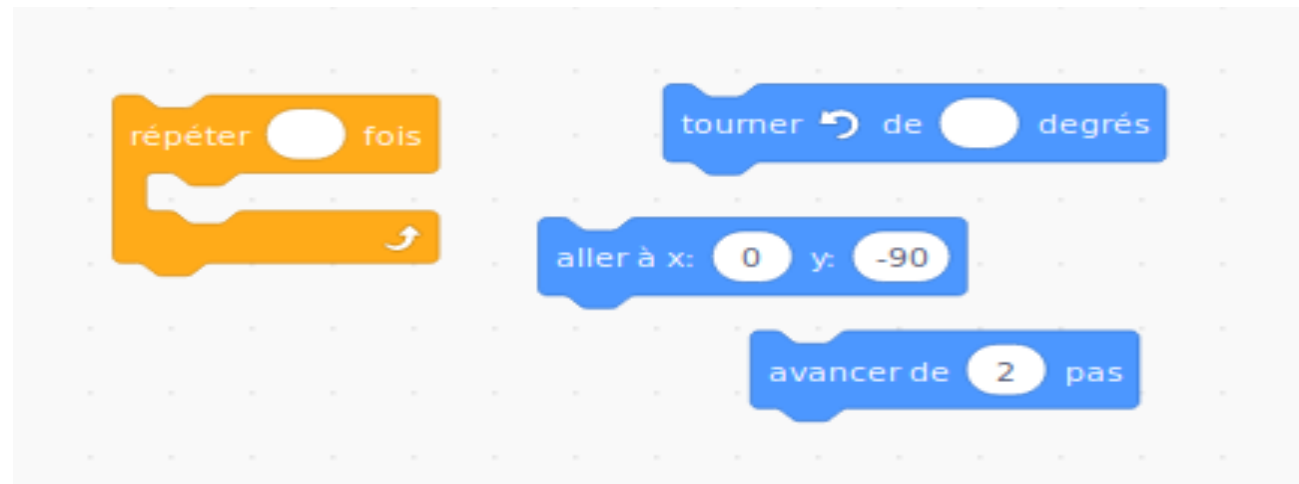 répéter fois
tourner de degrés
aller à x: 0 y: -90
avancer de 2 pas